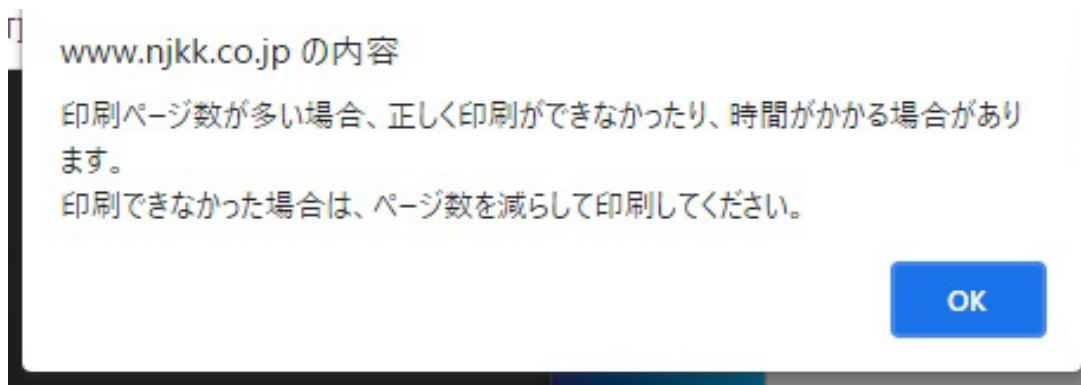 www.njkk.co.jp の内容
印刷ページ数が多い場合、正しく印刷ができなかったり、時間がかかる場合があり
ます。
印刷できなかった場合は、ページ数を減らして印刷してください。
OK